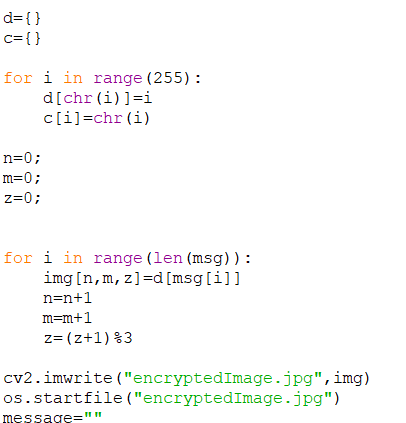 d={}
c={}
for i in range(255):
    d[chr(i)]=i
    c[i]=chr(i)
n=0;
m=0;
z=0;
for i in range(len(msg)):
    img[n,m,z]=d[msg[i]]
    n=n+1
    m=m+1
    z=(z+1)%3
cv2.imwrite("encryptedImage.jpg",img)
os.startfile("encryptedImage.jpg")
message=""